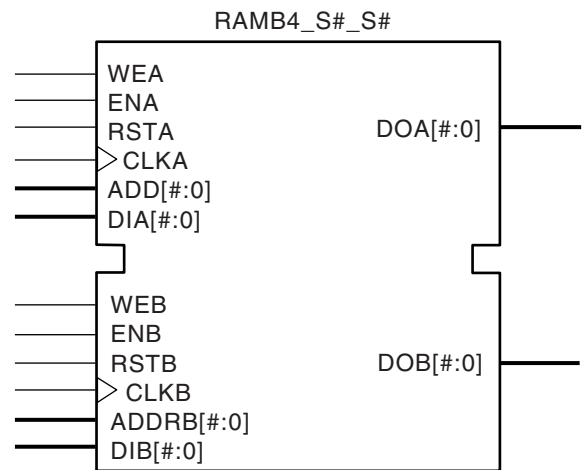 RAMB4_S#_S#
WEA
ENA
RSTA
DOA[#:0]
CLKA
ADD[#:0]
DIA[#:0]
WEB
ENB
RSTB
DOB[#:0]
CLKB
ADDRB[#:0]
DIB[#:0]